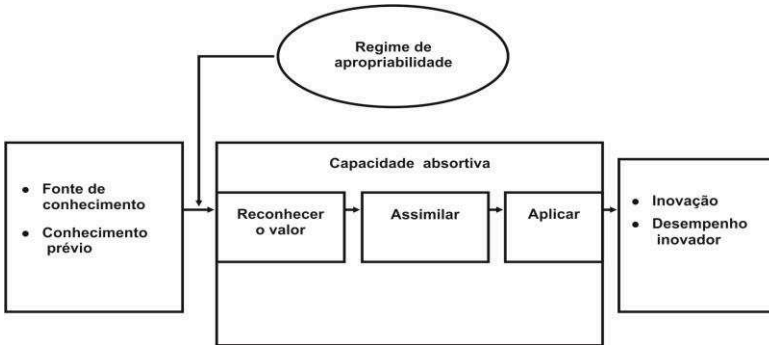 Regime de
apropriabilidade
● Fonte de
conhecimento
● Conhecimento
prévio
Capacidade absortiva
Reconhecer
o valor
Assimilar
Aplicar
● Inovação
● Desempenho
inovador